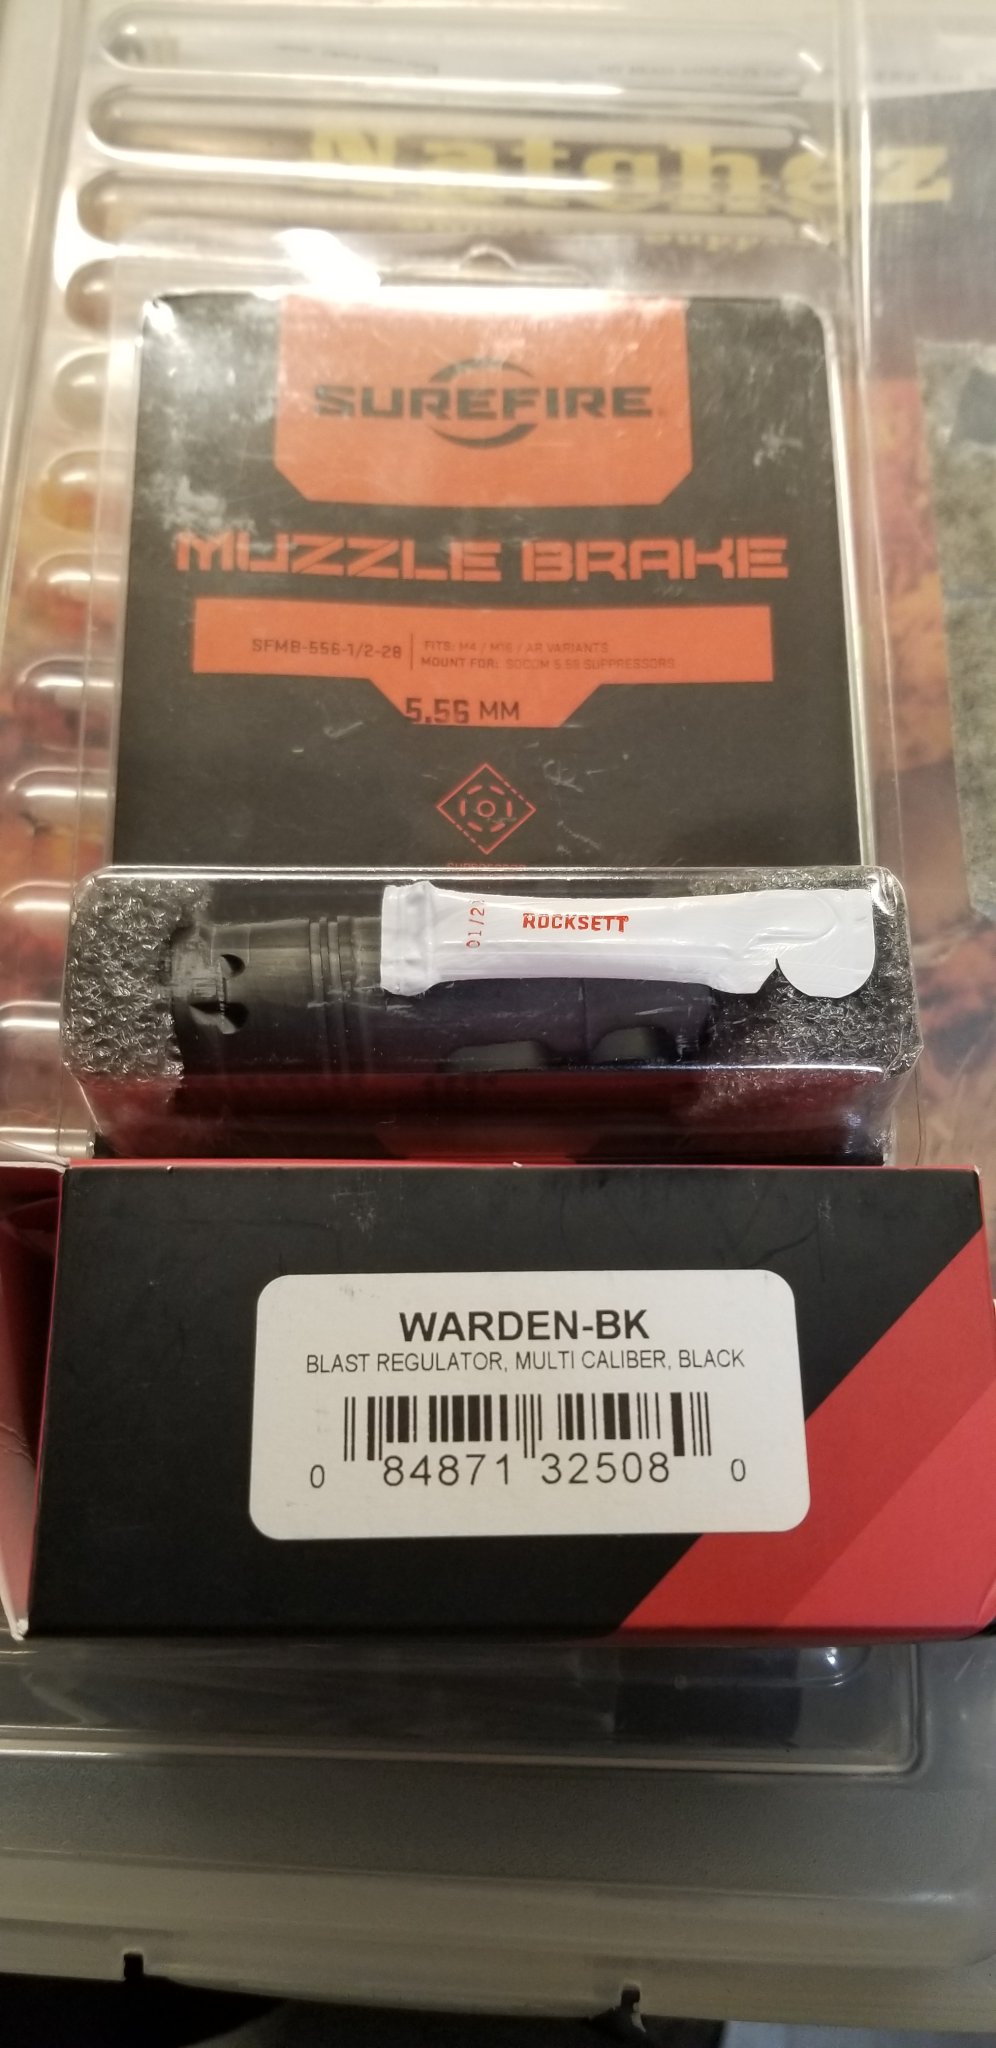 Natchez
SUREFIRE
MUZZLE BRAKE
SFMB-556-1/2-28
FITS: M4 / M16 / AR VARIANTS
MOUNT FOR: SOCOM 5.56 SUPPRESSORS
5.56 MM
ROCKSETT
WARDEN-BK
BLAST REGULATOR, MULTI CALIBER, BLACK
0 84871 32508 0